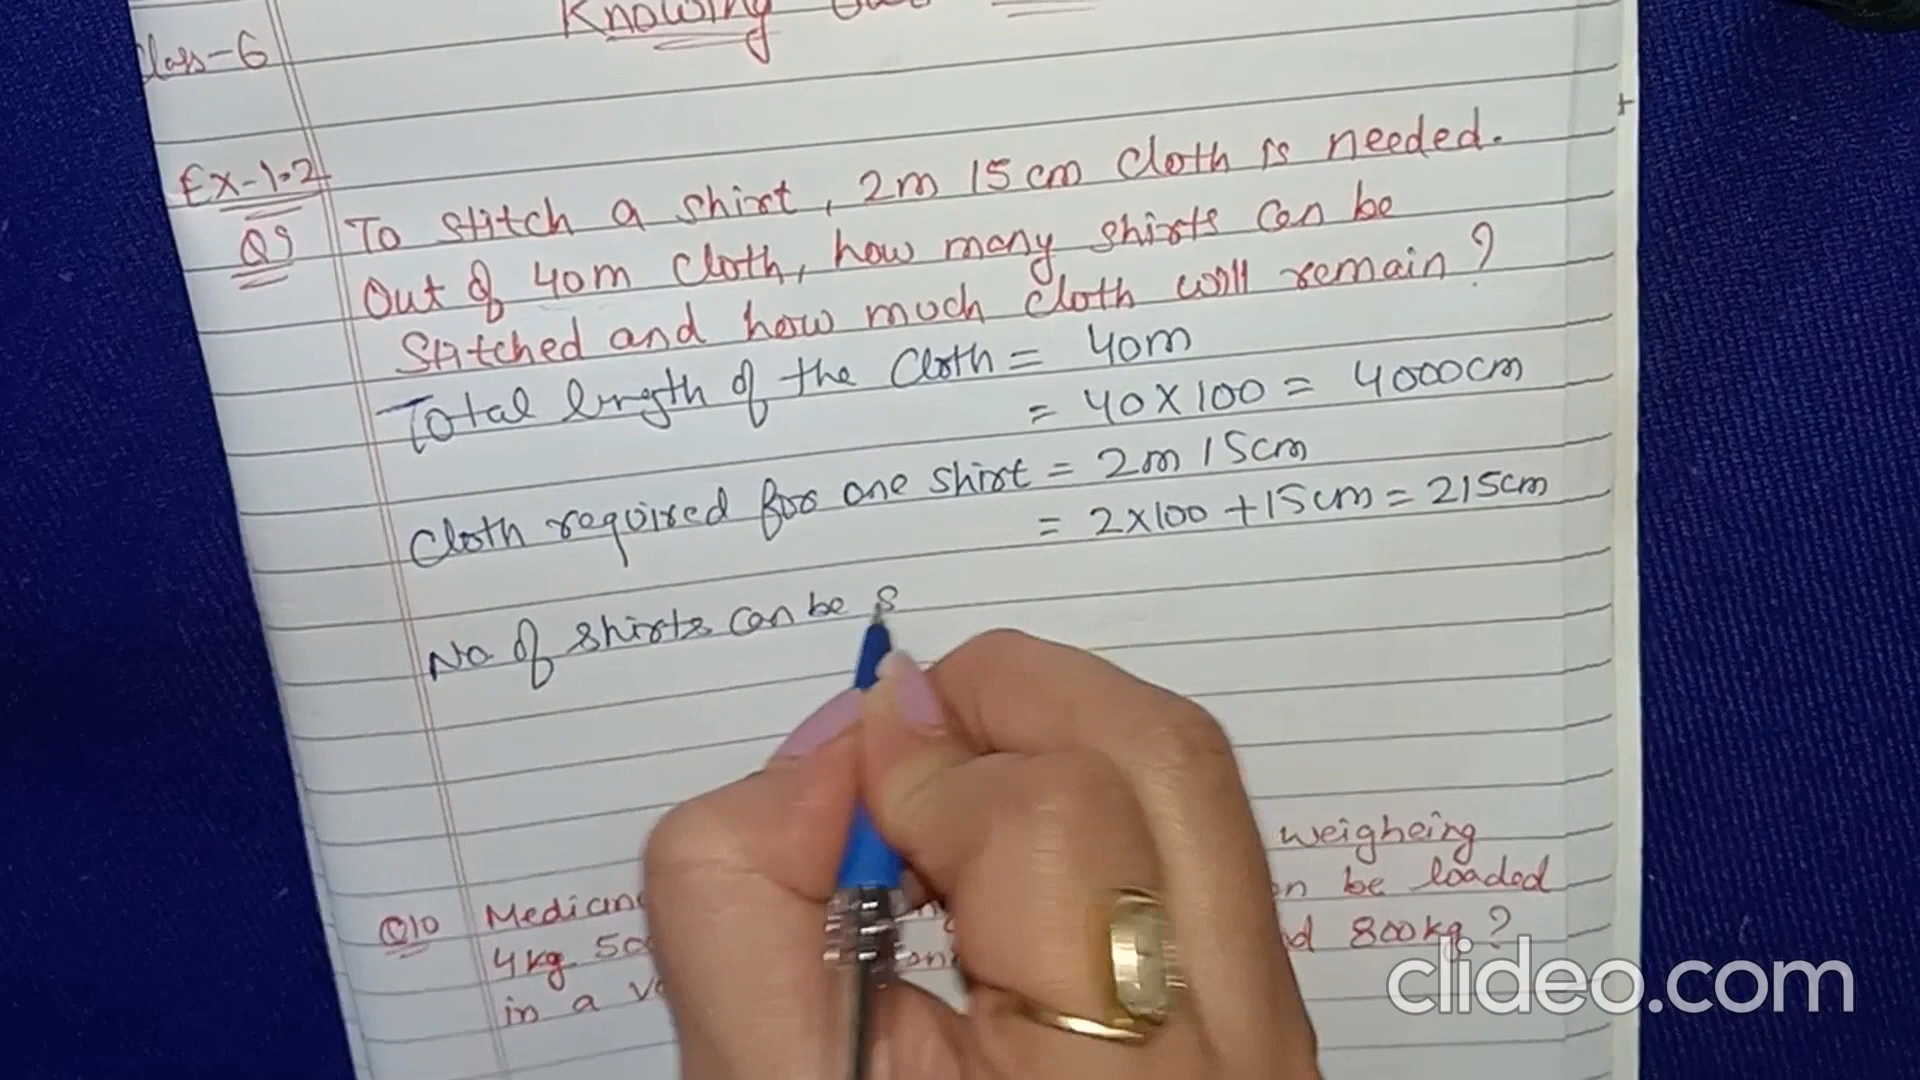 Knowing Our
Class-6
Ex-1.2
Q9 To stitch a shirt, 2m 15cm cloth is needed.
Out of 40m cloth, how many shirts can be
stitched and how much cloth will remain?
Total length of the cloth = 40m
= 40 x 100 = 4000cm
Cloth required for one shirt = 2m 15cm
= 2x100 + 15cm = 215cm
No of shirts can be s
weigheing
Q10
be loaded
4kg
800kg?
in a
clideo.com